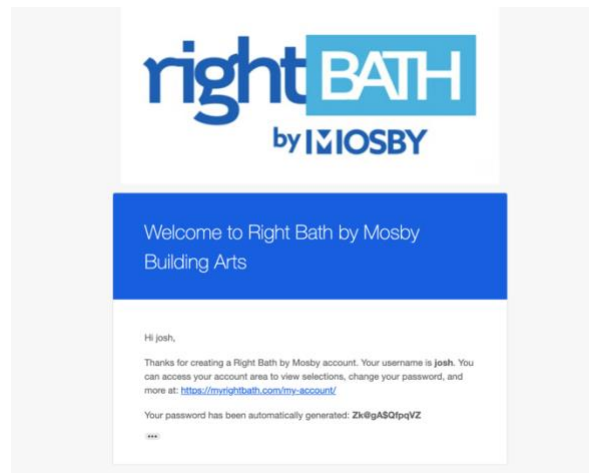 right BATH
by MOSBY
Welcome to Right Bath by Mosby
Building Arts
Hi josh,
Thanks for creating a Right Bath by Mosby account. Your username is josh. You
can access your account area to view selections, change your password, and
more at: https://myrightbath.com/my-account/
Your password has been automatically generated: Zk@gA$QfpqVZ